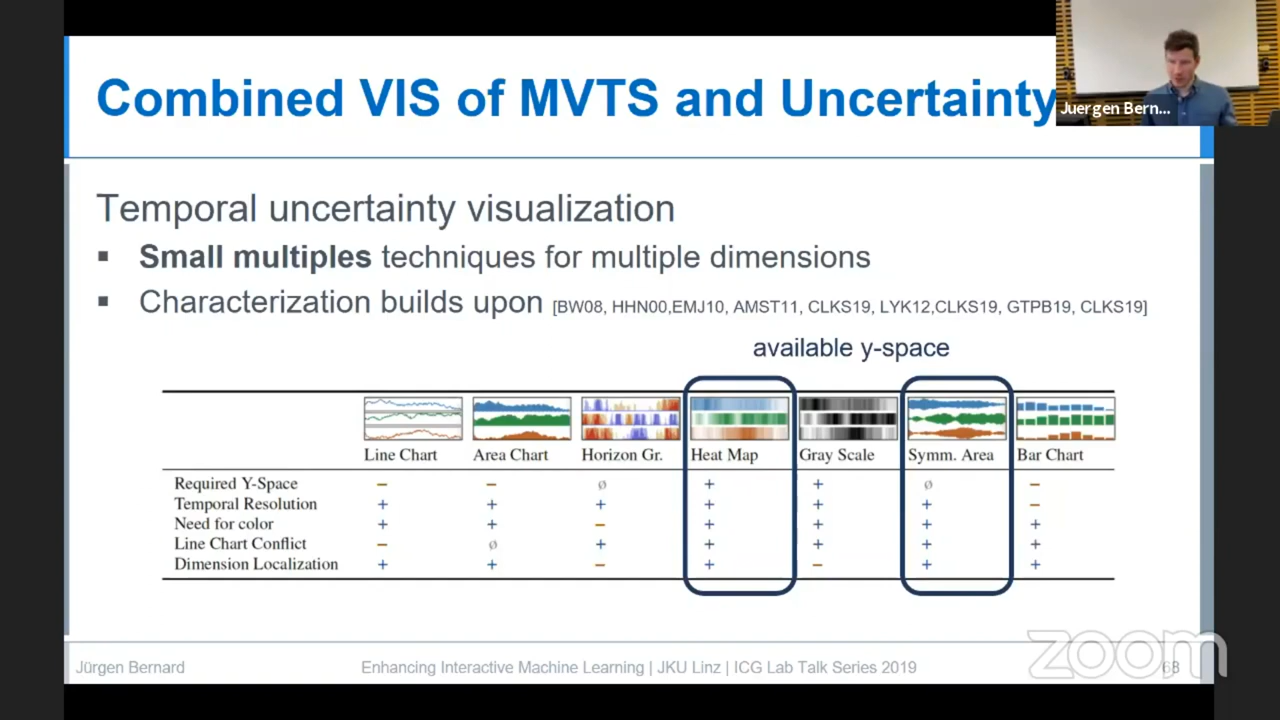 Combined VIS of MVTS and Uncertainty
Juergen Bern...
Temporal uncertainty visualization
▪ Small multiples techniques for multiple dimensions
▪ Characterization builds upon [BW08, HHN00,EMJ10, AMST11, CLKS19, LYK12,CLKS19, GTPB19, CLKS19]
available y-space
Line Chart Area Chart Horizon Gr. Heat Map Gray Scale Symm. Area Bar Chart
Required Y-Space − − ∅ + + ∅ −
Temporal Resolution + + + + + + −
Need for color + + − + + + +
Line Chart Conflict − ∅ + + + + +
Dimension Localization + + − + − + +
Jürgen Bernard Enhancing Interactive Machine Learning | JKU Linz | ICG Lab Talk Series 2019 68
zoom